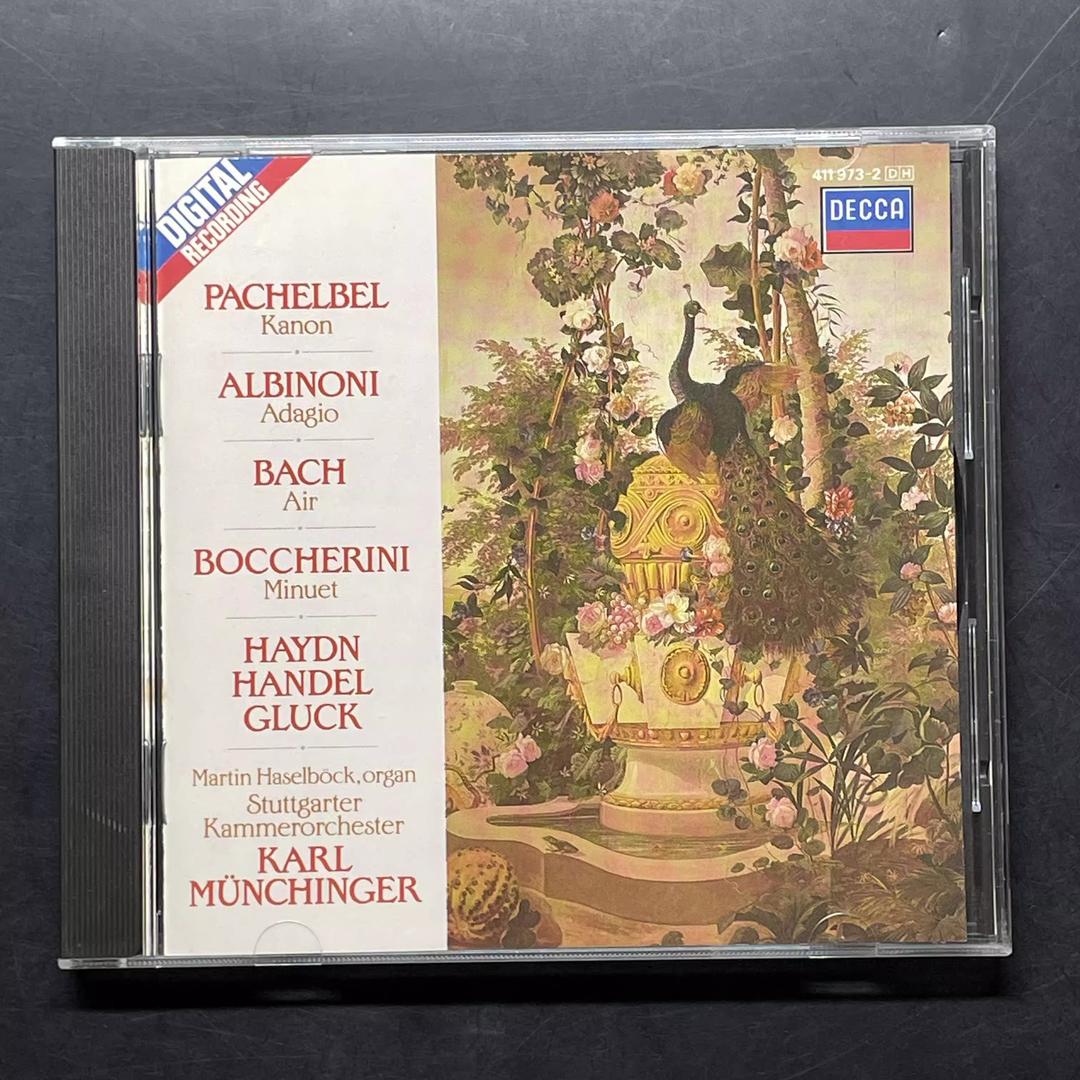 DIGITAL
RECORDING
411 973-2 DH
DECCA
PACHELBEL
Kanon
ALBINONI
Adagio
BACH
Air
BOCCHERINI
Minuet
HAYDN
HANDEL
GLUCK
Martin Haselböck, organ
Stuttgarter
Kammerorchester
KARL
MÜNCHINGER